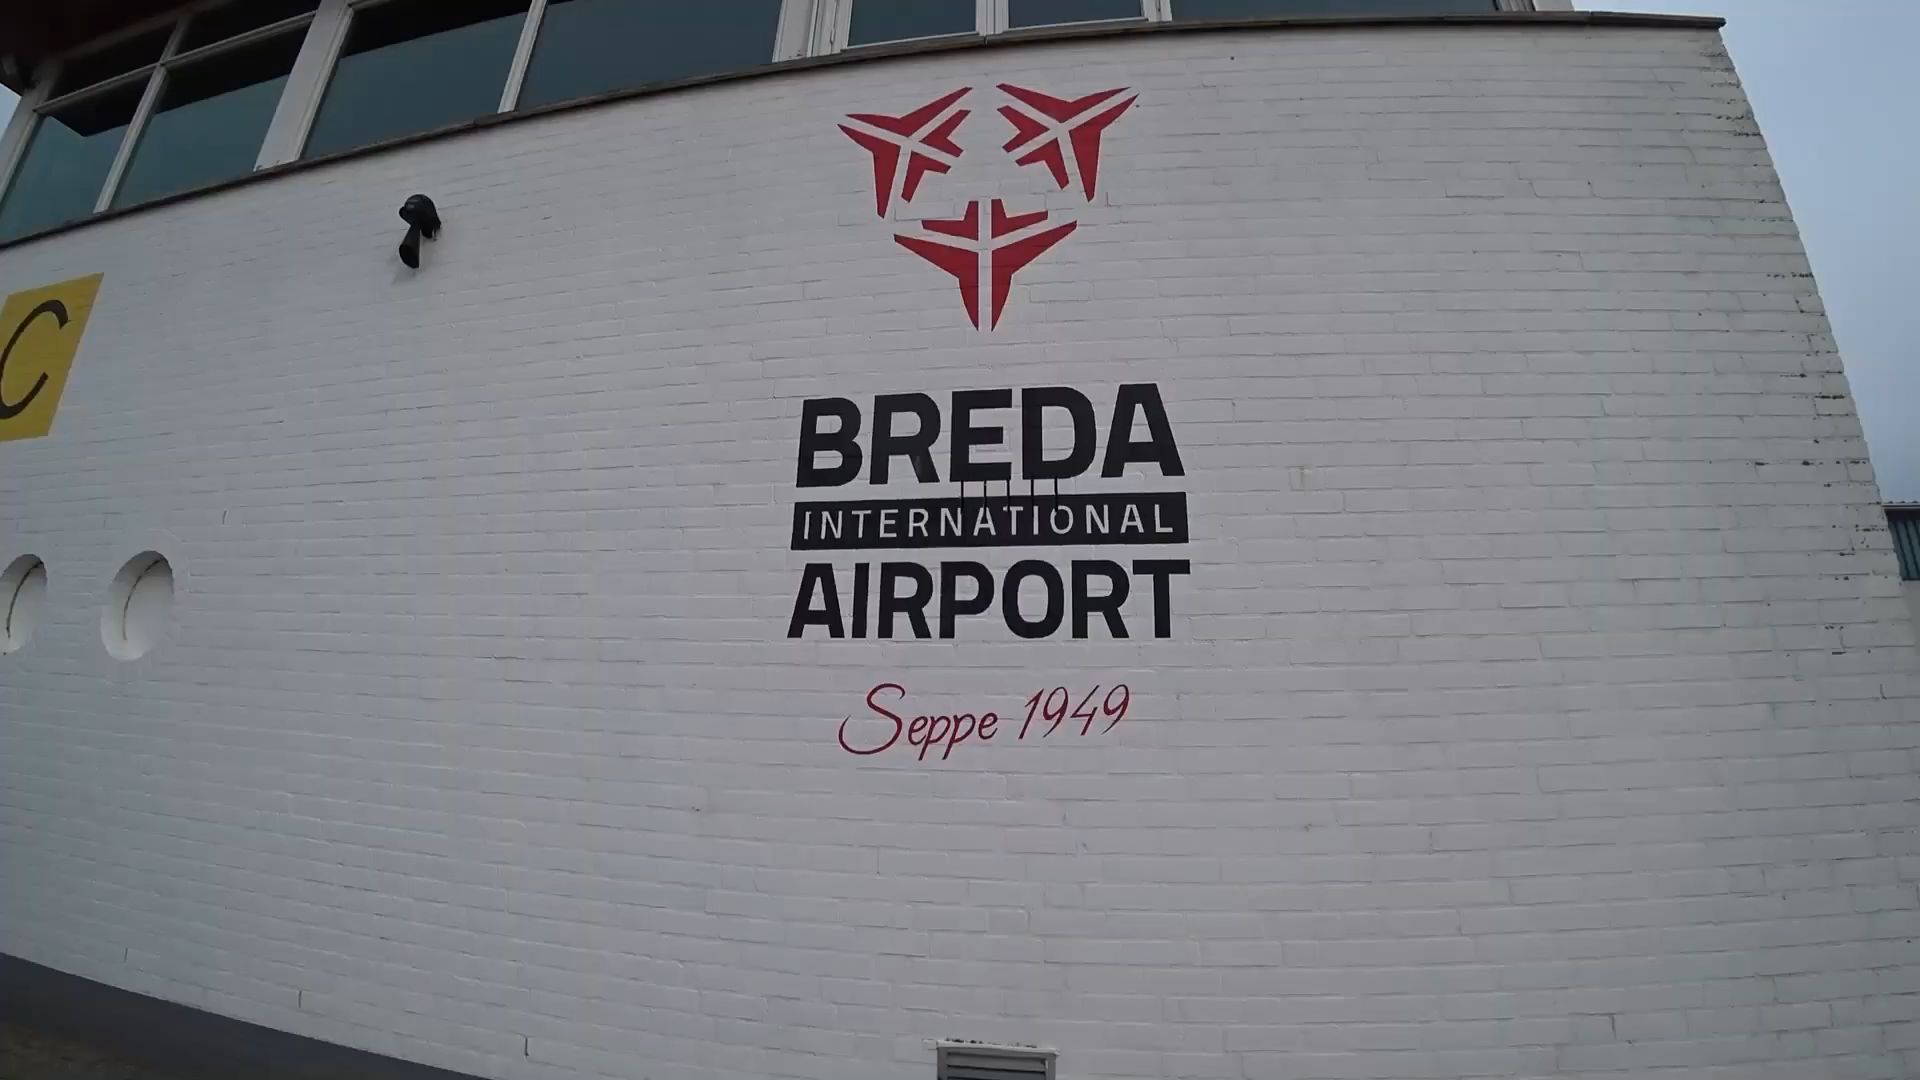 C
BREDA
INTERNATIONAL
AIRPORT
Seppe 1949